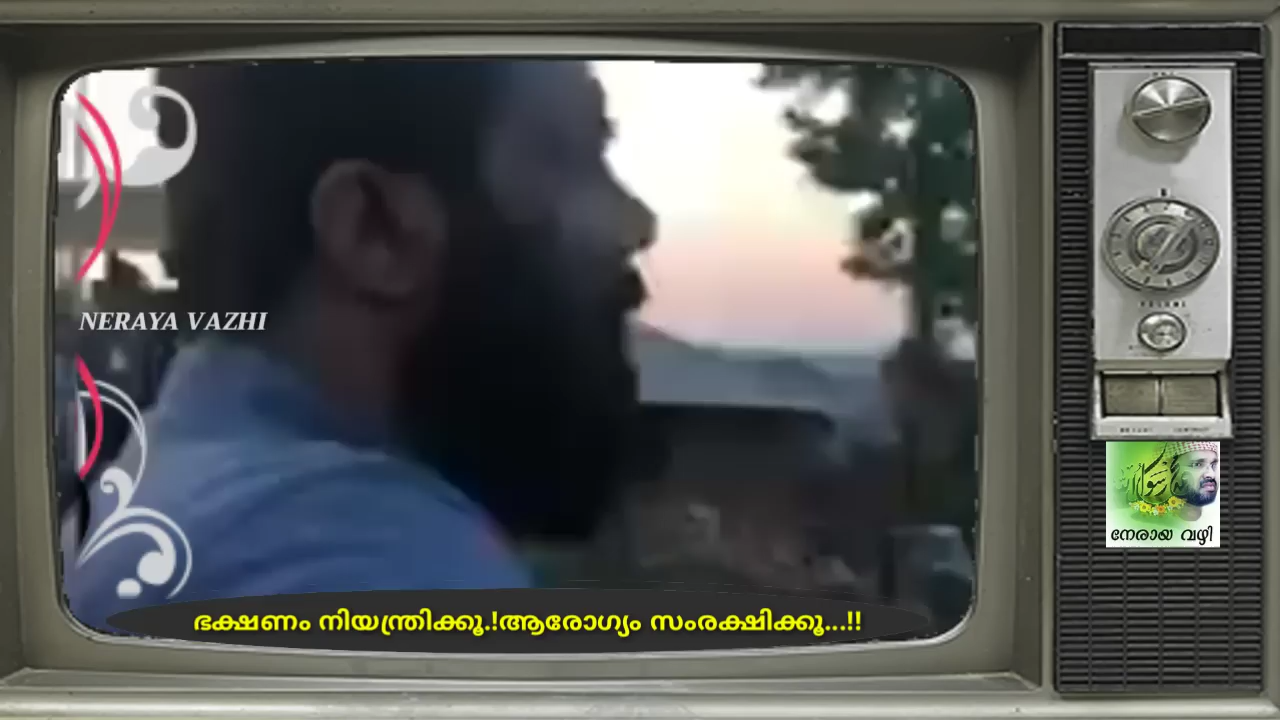 NERAYA VAZHI
ഭക്ഷണം നിയന്ത്രിക്കൂ.!ആരോഗ്യം സംരക്ഷിക്കൂ...!!
നേരായ വഴി